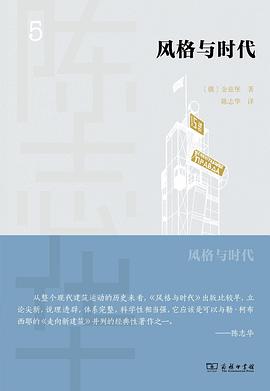 5
风格与时代
〔俄〕金兹堡 著
陈志华 译
陈志华
风格与时代
从整个现代建筑运动的历史来看，《风格与时代》出版比较早，立
论尖新，说理透辟，体系完整，科学性相当强，它应该是可以与勒·柯布
西耶的《走向新建筑》并列的经典性著作之一。
——陈志华
商务印书馆